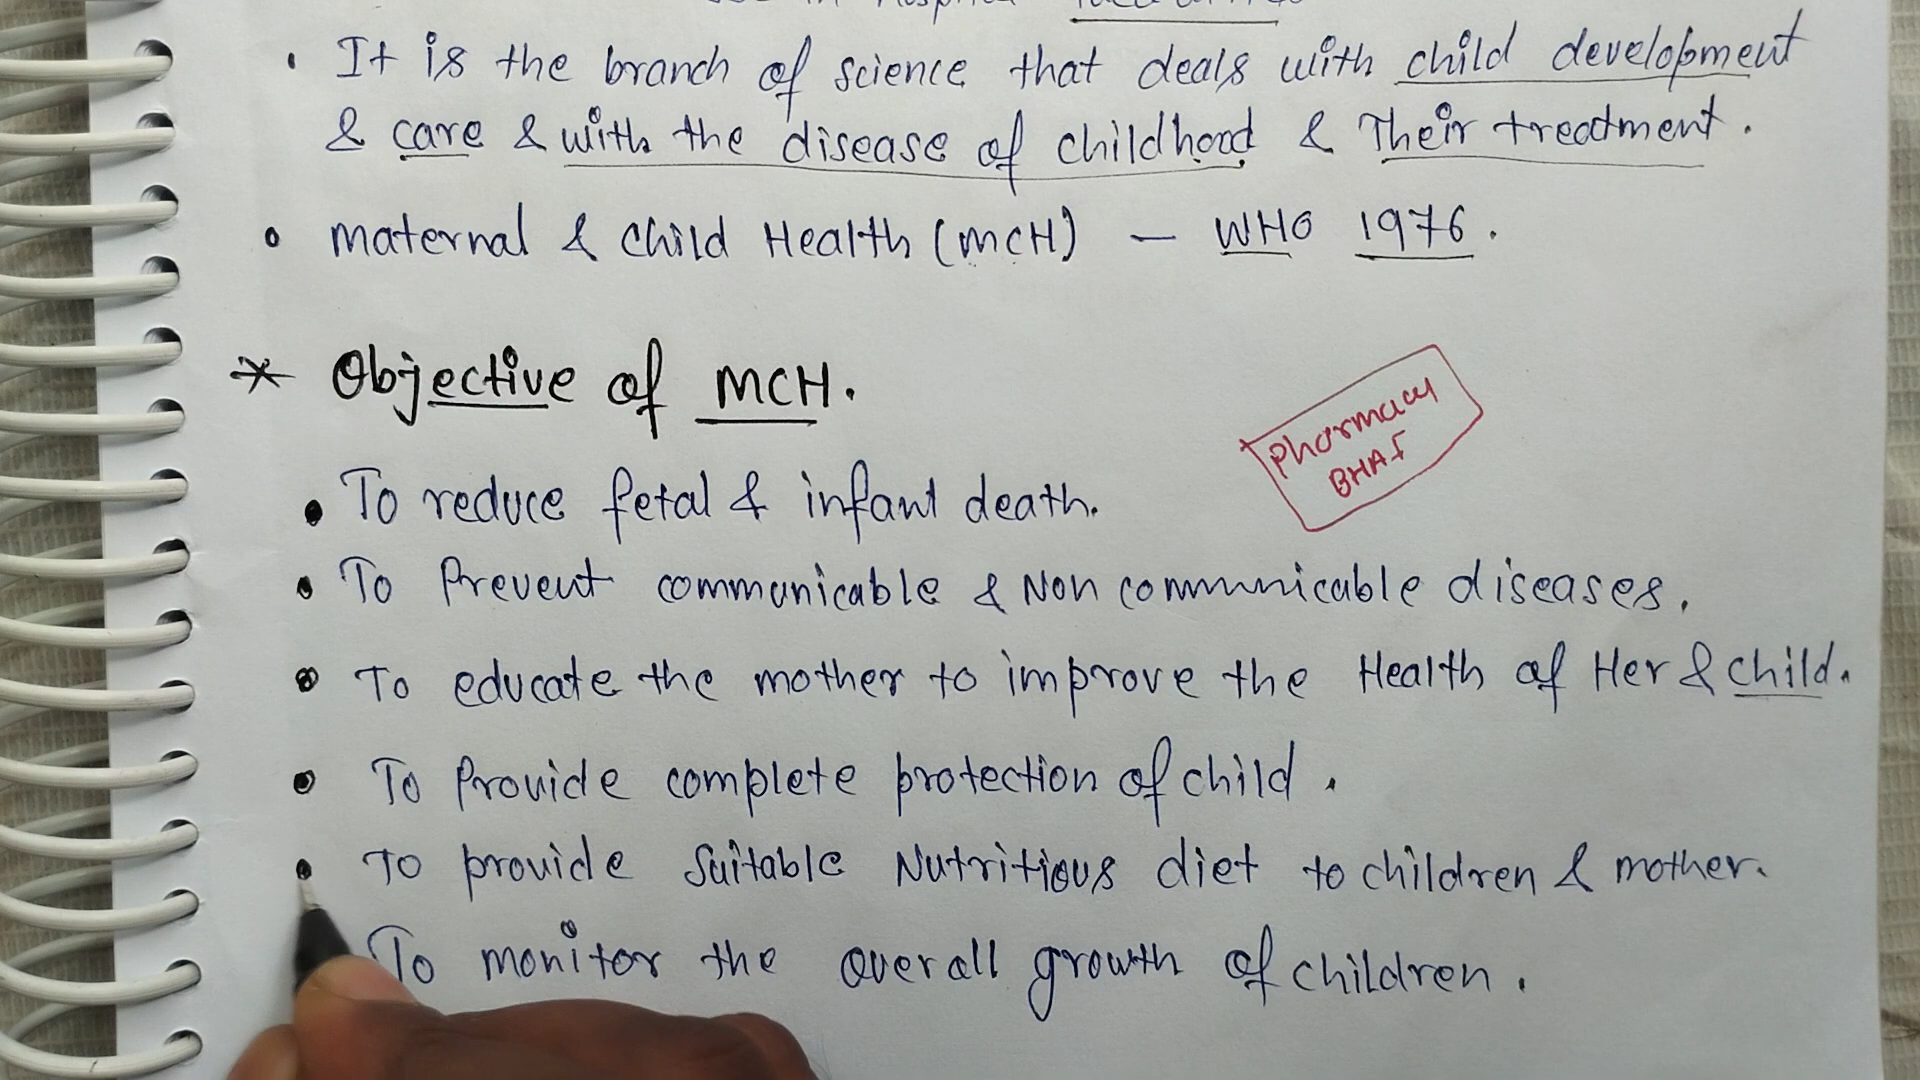 • It is the branch of science that deals with child development
& care & with the disease of childhood & Their treatment.
• Maternal & Child Health (MCH) – WHO 1976.
* Objective of MCH.
• To reduce fetal & infant death.
Pharmacy
BHAI
• To Prevent communicable & Non communicable diseases.
• To educate the mother to improve the Health of Her & child.
• To Provide complete protection of child.
• To provide Suitable Nutritious diet to children & mother.
To monitor the overall growth of children.